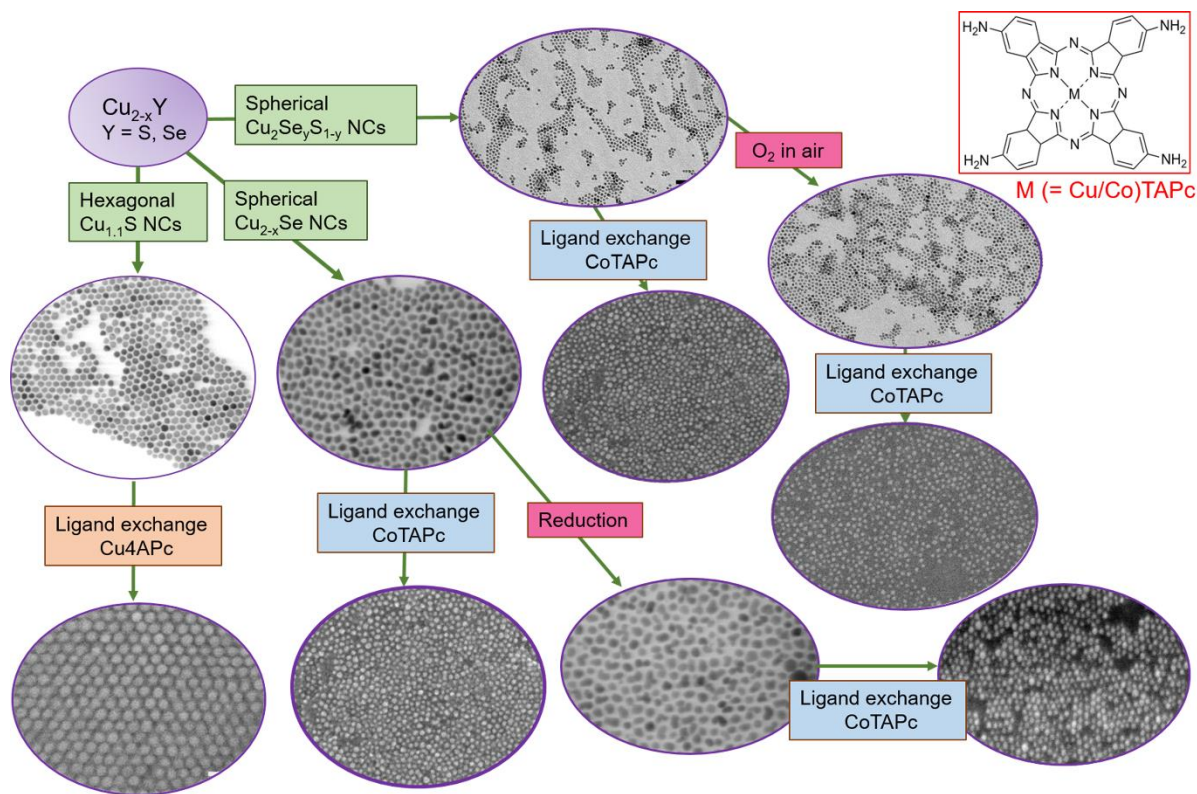 Cu2-xY
Y = S, Se
Spherical
Cu2SeyS1-y NCs
Hexagonal
Cu1.1S NCs
Spherical
Cu2-xSe NCs
O2 in air
H2N
N
NH2
N
N
M
N
N
N
N
H2N
N
NH2
M (= Cu/Co)TAPc
Ligand exchange
CoTAPc
Ligand exchange
CoTAPc
Ligand exchange
Cu4APc
Ligand exchange
CoTAPc
Reduction
Ligand exchange
CoTAPc